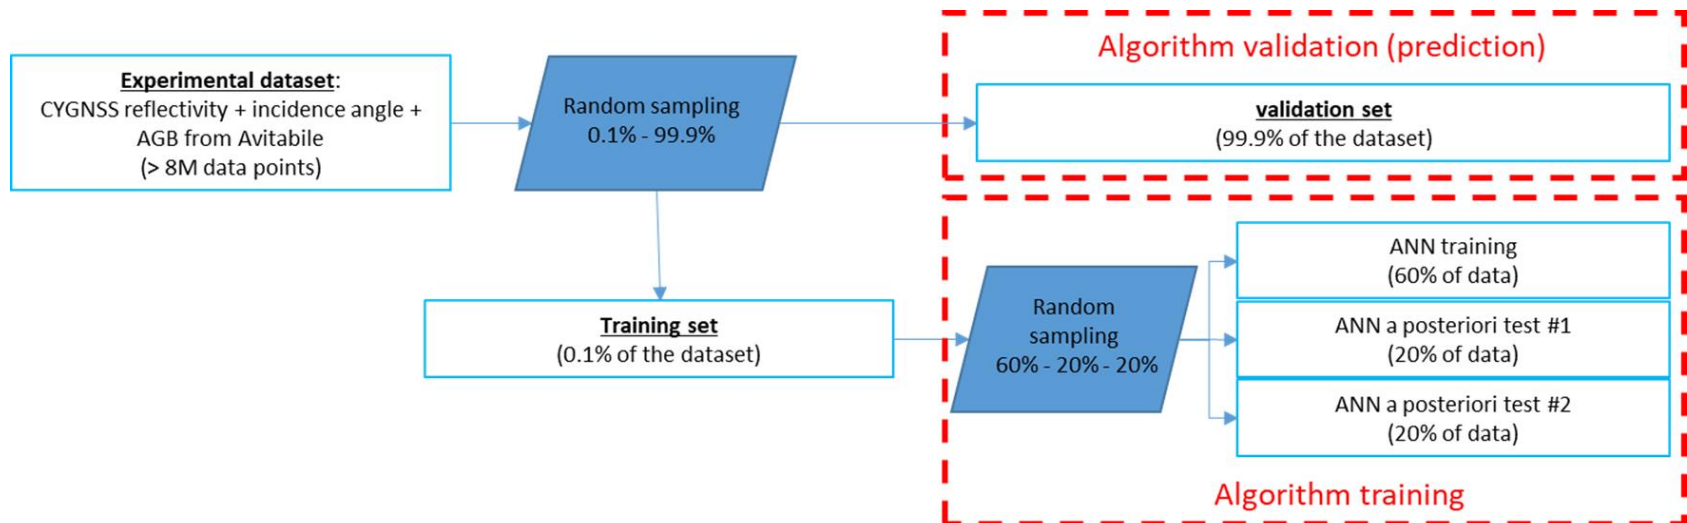 Experimental dataset:
CYGNSS reflectivity + incidence angle +
AGB from Avitabile
(> 8M data points)
Random sampling
0.1% - 99.9%
Algorithm validation (prediction)
validation set
(99.9% of the dataset)
Training set
(0.1% of the dataset)
Random
sampling
60% - 20% - 20%
ANN training
(60% of data)
ANN a posteriori test #1
(20% of data)
ANN a posteriori test #2
(20% of data)
Algorithm training